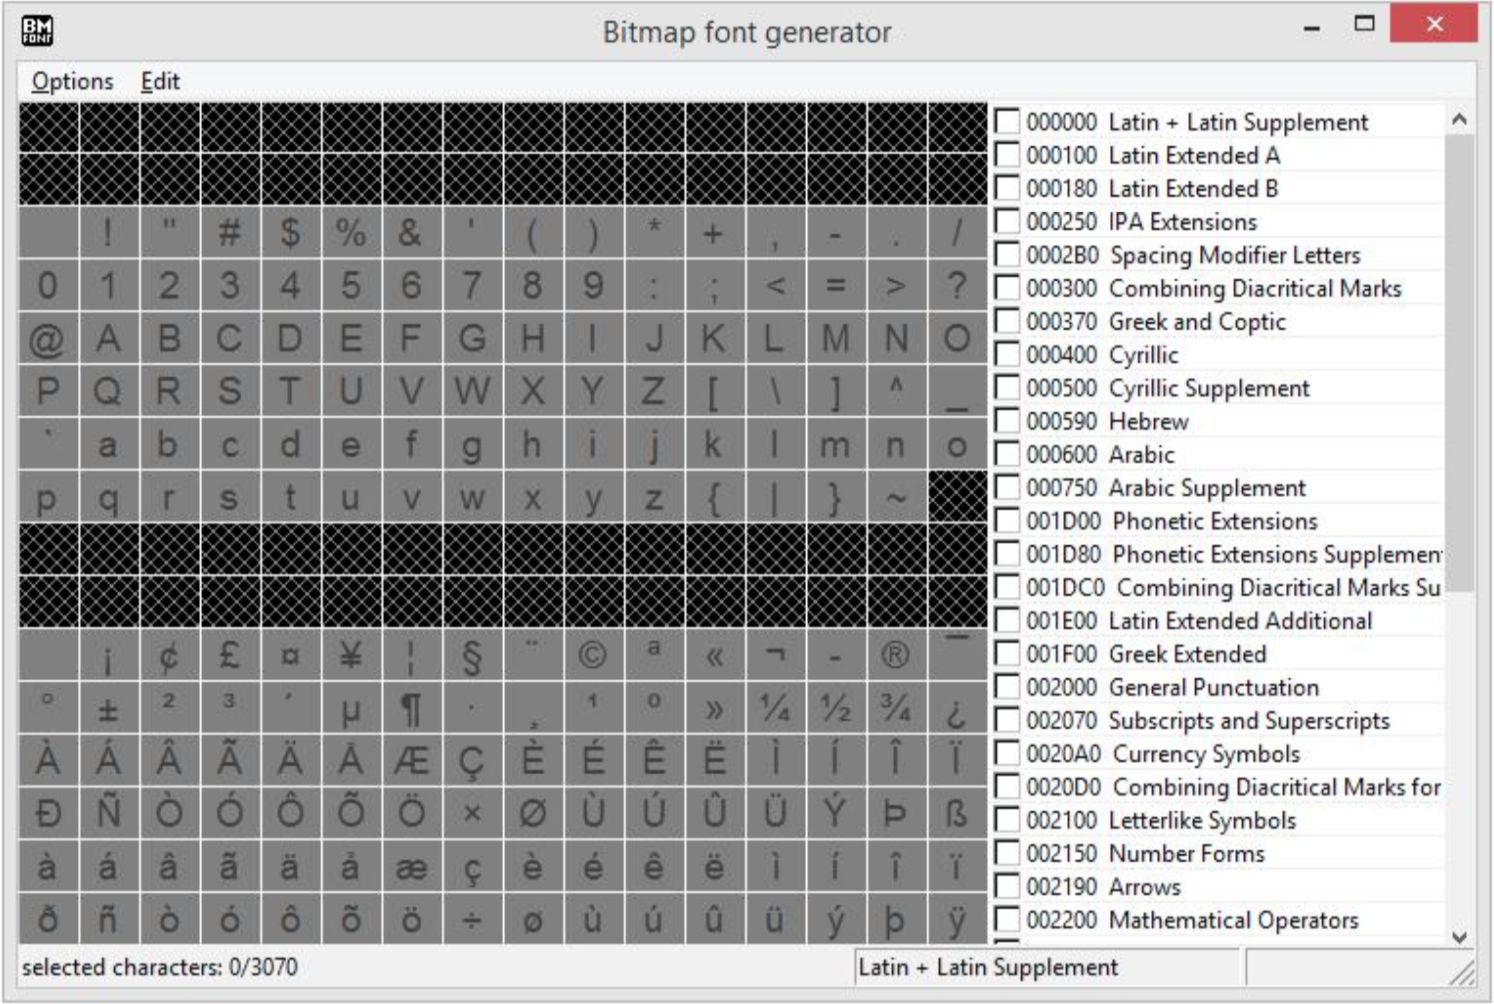 BM FONT
Bitmap font generator
Options Edit
! " # $ % & ' ( ) * + , - . /
0 1 2 3 4 5 6 7 8 9 : ; < = > ?
@ A B C D E F G H I J K L M N O
P Q R S T U V W X Y Z [ \ ] ^ _
` a b c d e f g h i j k l m n o
p q r s t u v w x y z { | } ~
¡ ¢ £ ¤ ¥ ¦ § ¨ © ª « ¬ - ® ¯
° ± ² ³ ´ µ ¶ · ¸ ¹ º » ¼ ½ ¾ ¿
À Á Â Ã Ä Å Æ Ç È É Ê Ë Ì Í Î Ï
Ð Ñ Ò Ó Ô Õ Ö × Ø Ù Ú Û Ü Ý Þ ß
à á â ã ä å æ ç è é ê ë ì í î ï
ð ñ ò ó ô õ ö ÷ ø ù ú û ü ý þ ÿ
000000 Latin + Latin Supplement
000100 Latin Extended A
000180 Latin Extended B
000250 IPA Extensions
0002B0 Spacing Modifier Letters
000300 Combining Diacritical Marks
000370 Greek and Coptic
000400 Cyrillic
000500 Cyrillic Supplement
000590 Hebrew
000600 Arabic
000750 Arabic Supplement
001D00 Phonetic Extensions
001D80 Phonetic Extensions Supplemen
001DC0 Combining Diacritical Marks Su
001E00 Latin Extended Additional
001F00 Greek Extended
002000 General Punctuation
002070 Subscripts and Superscripts
0020A0 Currency Symbols
0020D0 Combining Diacritical Marks for
002100 Letterlike Symbols
002150 Number Forms
002190 Arrows
002200 Mathematical Operators
selected characters: 0/3070
Latin + Latin Supplement